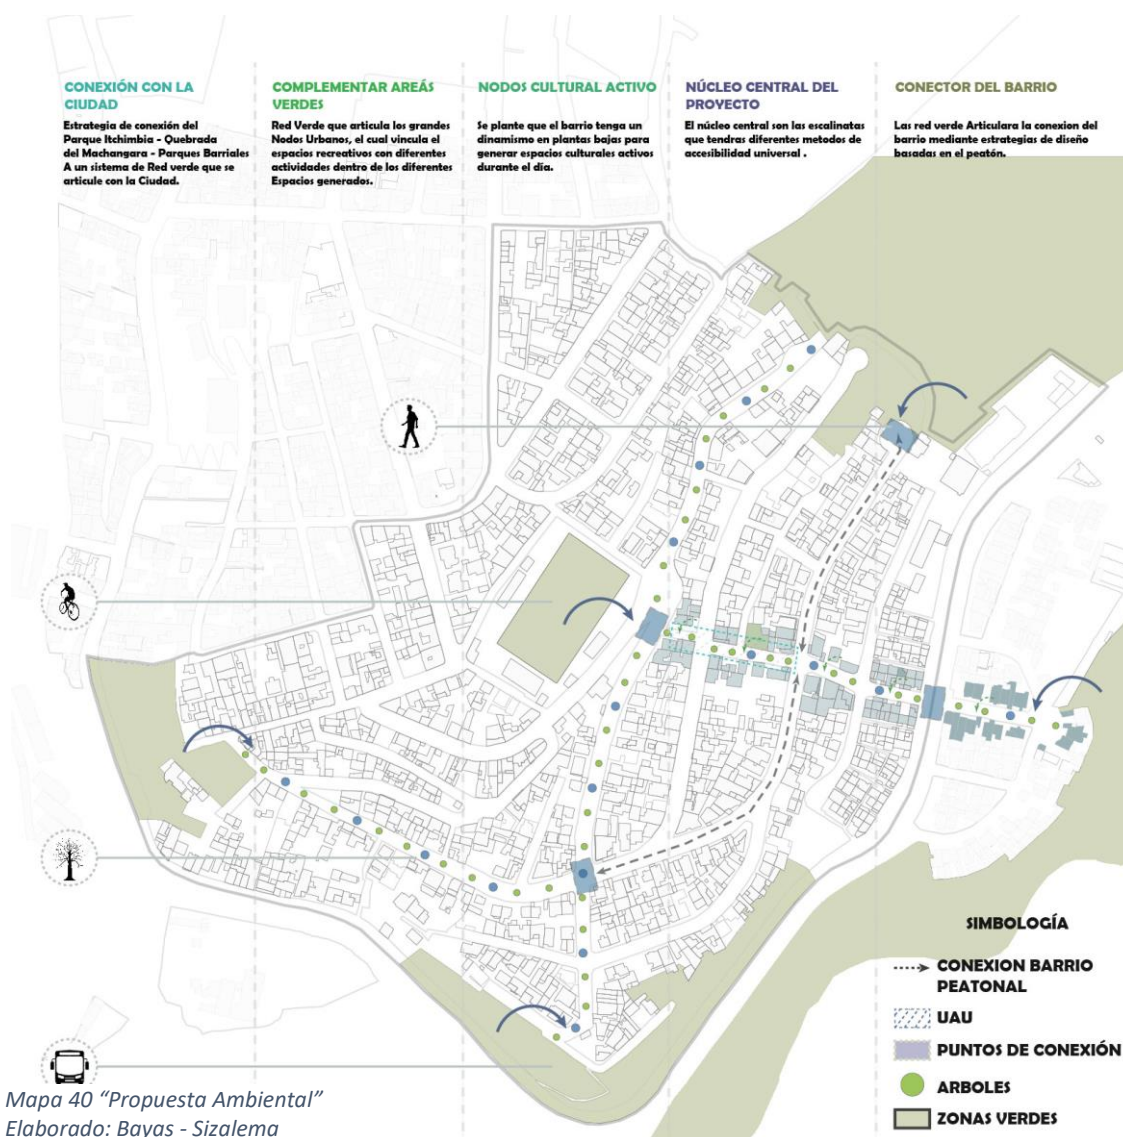 CONEXIÓN CON LA
CIUDAD
Estrategia de conexión del
Parque Itchimbia - Quebrada
del Machangara - Parques Barriales
A un sistema de Red verde que se
articule con la Ciudad.
COMPLEMENTAR AREÁS
VERDES
Red Verde que articula los grandes
Nodos Urbanos, el cual vincula el
espacios recreativos con diferentes
actividades dentro de los diferentes
Espacios generados.
NODOS CULTURAL ACTIVO
Se plante que el barrio tenga un
dinamismo en plantas bajas para
generar espacios culturales activos
durante el día.
NÚCLEO CENTRAL DEL
PROYECTO
El núcleo central son las escalinatas
que tendras diferentes metodos de
accesibilidad universal .
CONECTOR DEL BARRIO
Las red verde Articulara la conexion del
barrio mediante estrategias de diseño
basadas en el peatón.
SIMBOLOGÍA
CONEXION BARRIO
PEATONAL
UAU
PUNTOS DE CONEXIÓN
ARBOLES
ZONAS VERDES
Mapa 40 “Propuesta Ambiental”
Elaborado: Bayas - Sizalema